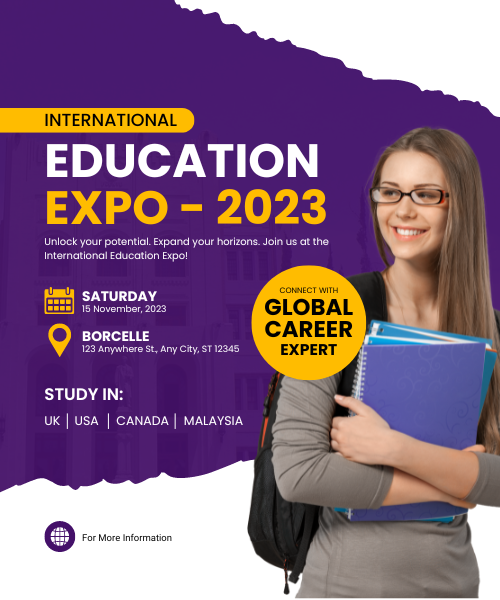 INTERNATIONAL
EDUCATION
EXPO - 2023
Unlock your potential. Expand your horizons. Join us at the
International Education Expo!
SATURDAY
15 November, 2023
BORCELLE
123 Anywhere St., Any City, ST 12345
CONNECT WITH
GLOBAL
CAREER
EXPERT
STUDY IN:
UK | USA | CANADA | MALAYSIA
For More Information